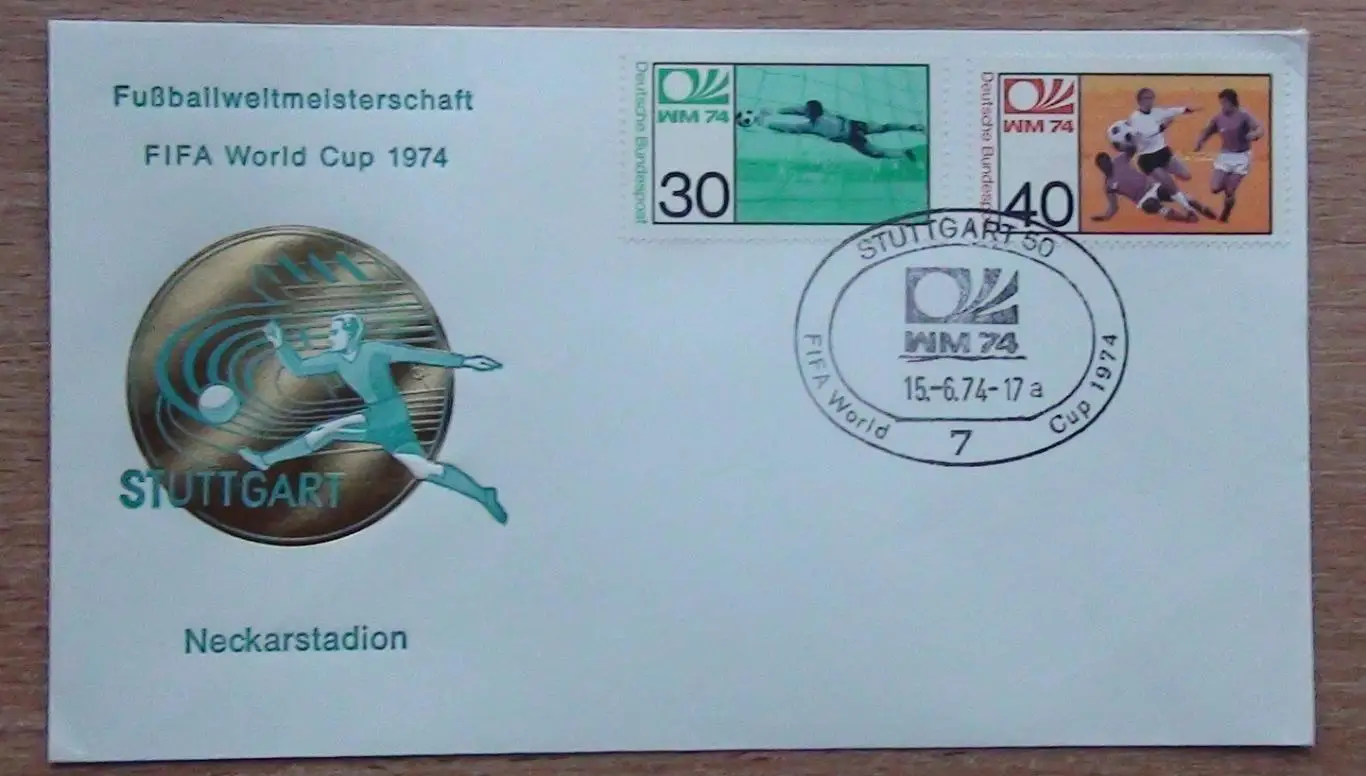 Fußballweltmeisterschaft
FIFA World Cup 1974
STUTTGART
Neckarstadion
Deutsche Bundespost
WM 74
30
Deutsche Bundespost
WM 74
40
STUTTGART 50
WM 74
15.-6.74-17 a
FIFA World Cup 1974
7